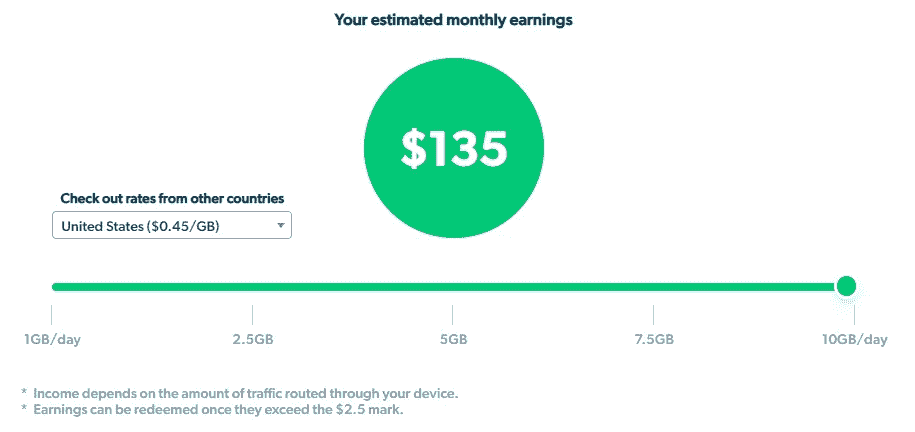 Your estimated monthly earnings
$135
Check out rates from other countries
United States ($0.45/GB)
1GB/day
2.5GB
5GB
7.5GB
10GB/day
* Income depends on the amount of traffic routed through your device.
* Earnings can be redeemed once they exceed the $2.5 mark.